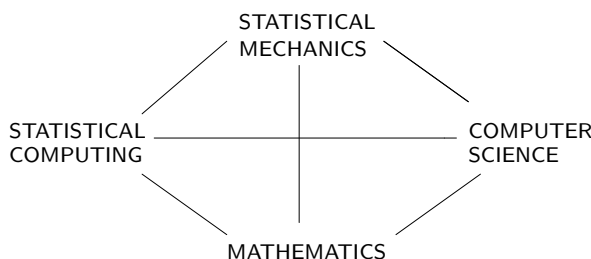 STATISTICAL
MECHANICS
STATISTICAL
COMPUTING
COMPUTER
SCIENCE
MATHEMATICS